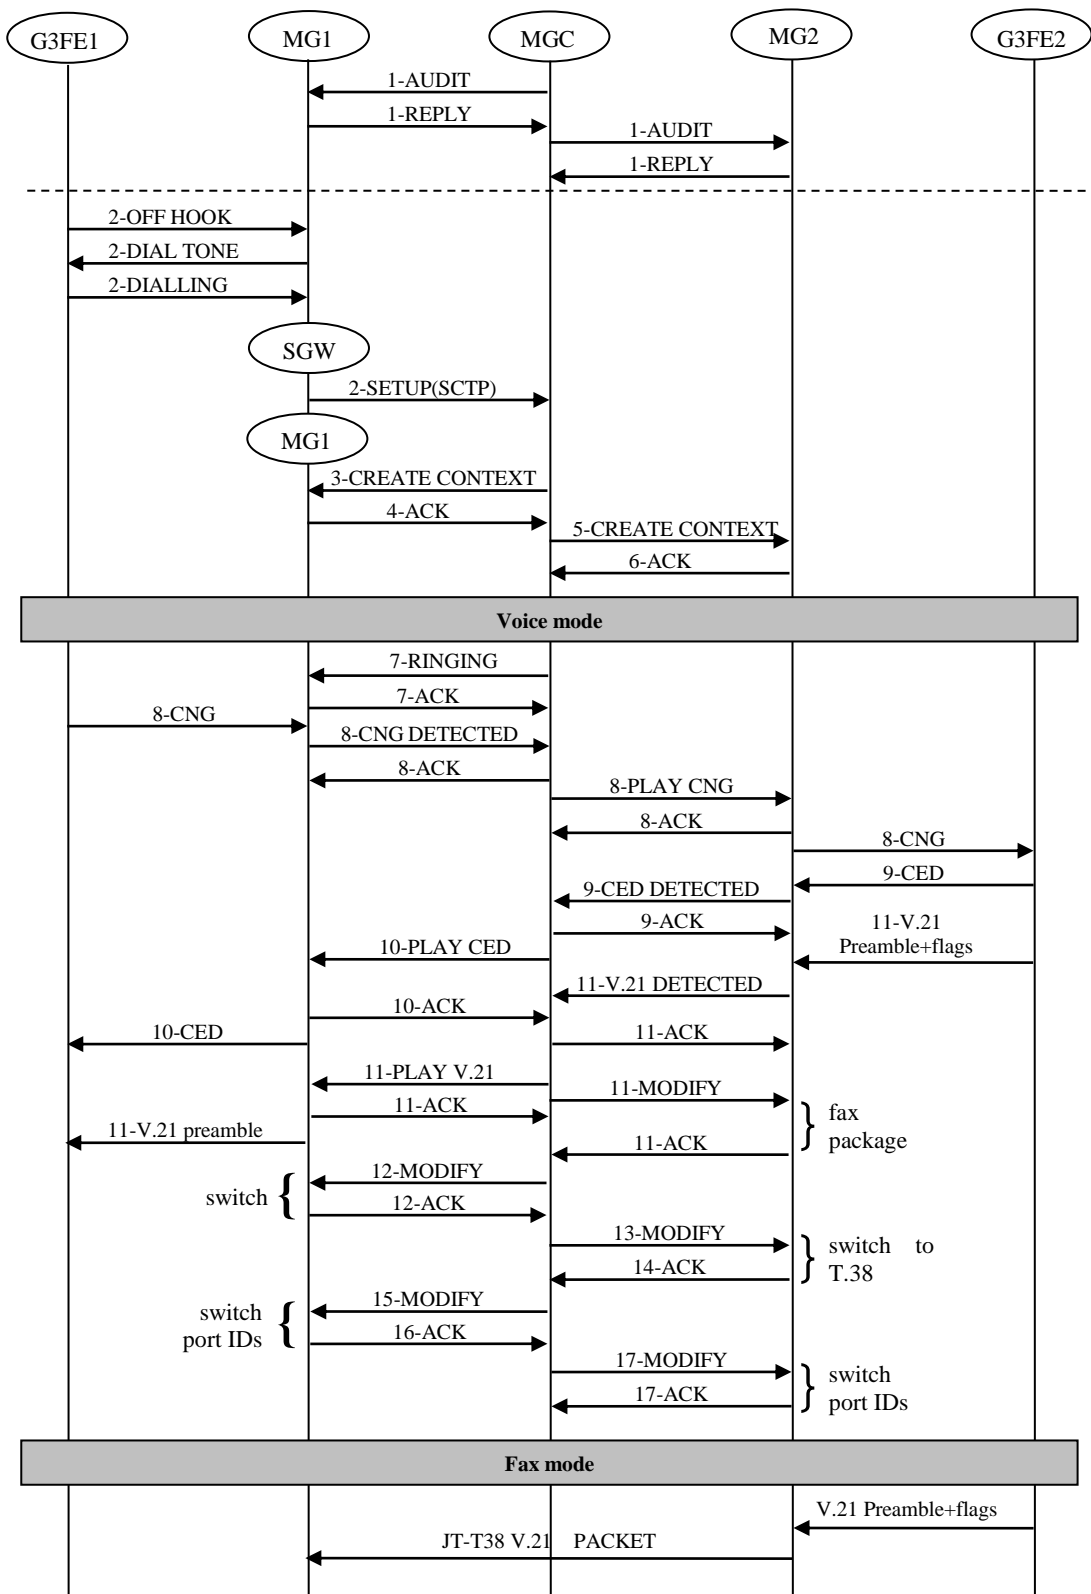 G3FE1 MG1 MGC MG2 G3FE2
1-AUDIT
1-REPLY
1-AUDIT
1-REPLY
2-OFF HOOK
2-DIAL TONE
2-DIALLING
SGW
2-SETUP(SCTP)
MG1
3-CREATE CONTEXT
4-ACK
5-CREATE CONTEXT
6-ACK
Voice mode
7-RINGING
7-ACK
8-CNG
8-CNG DETECTED
8-ACK
8-PLAY CNG
8-ACK
8-CNG
9-CED
9-CED DETECTED
9-ACK
11-V.21
Preamble+flags
10-PLAY CED
11-V.21 DETECTED
10-ACK
10-CED
11-ACK
11-PLAY V.21
11-MODIFY
11-ACK
fax
package
11-V.21 preamble
11-ACK
12-MODIFY
switch
12-ACK
13-MODIFY
switch to
T.38
14-ACK
15-MODIFY
switch
port IDs
16-ACK
17-MODIFY
switch
port IDs
17-ACK
Fax mode
V.21 Preamble+flags
JT-T38 V.21 PACKET